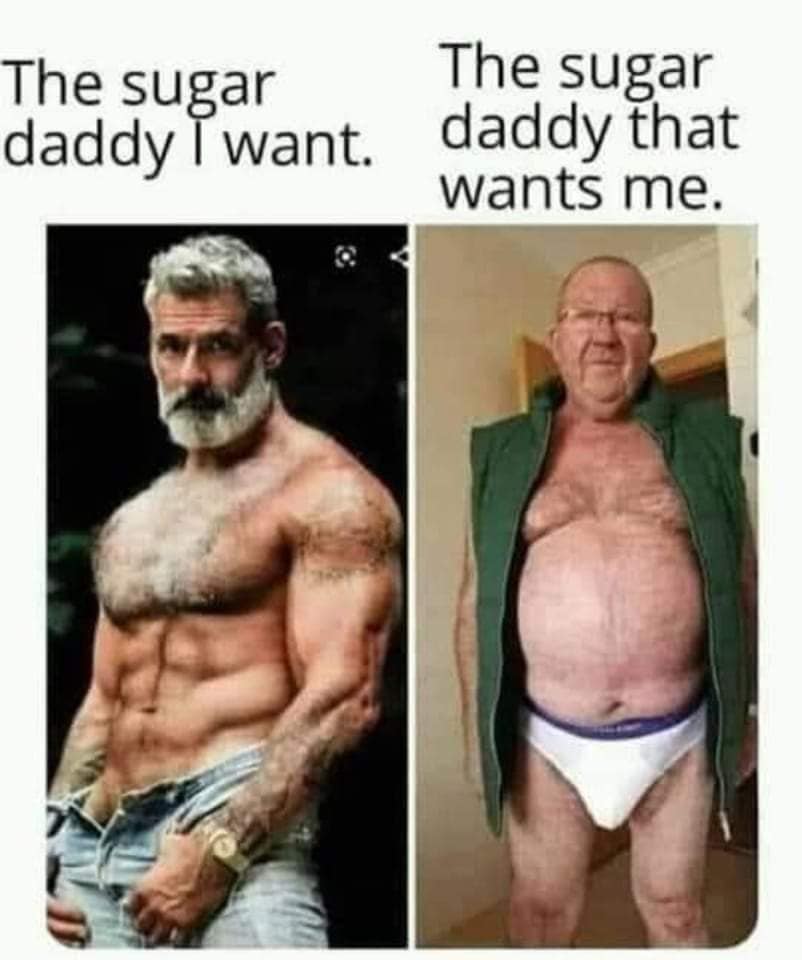 The sugar
daddy I want.
The sugar
daddy that
wants me.